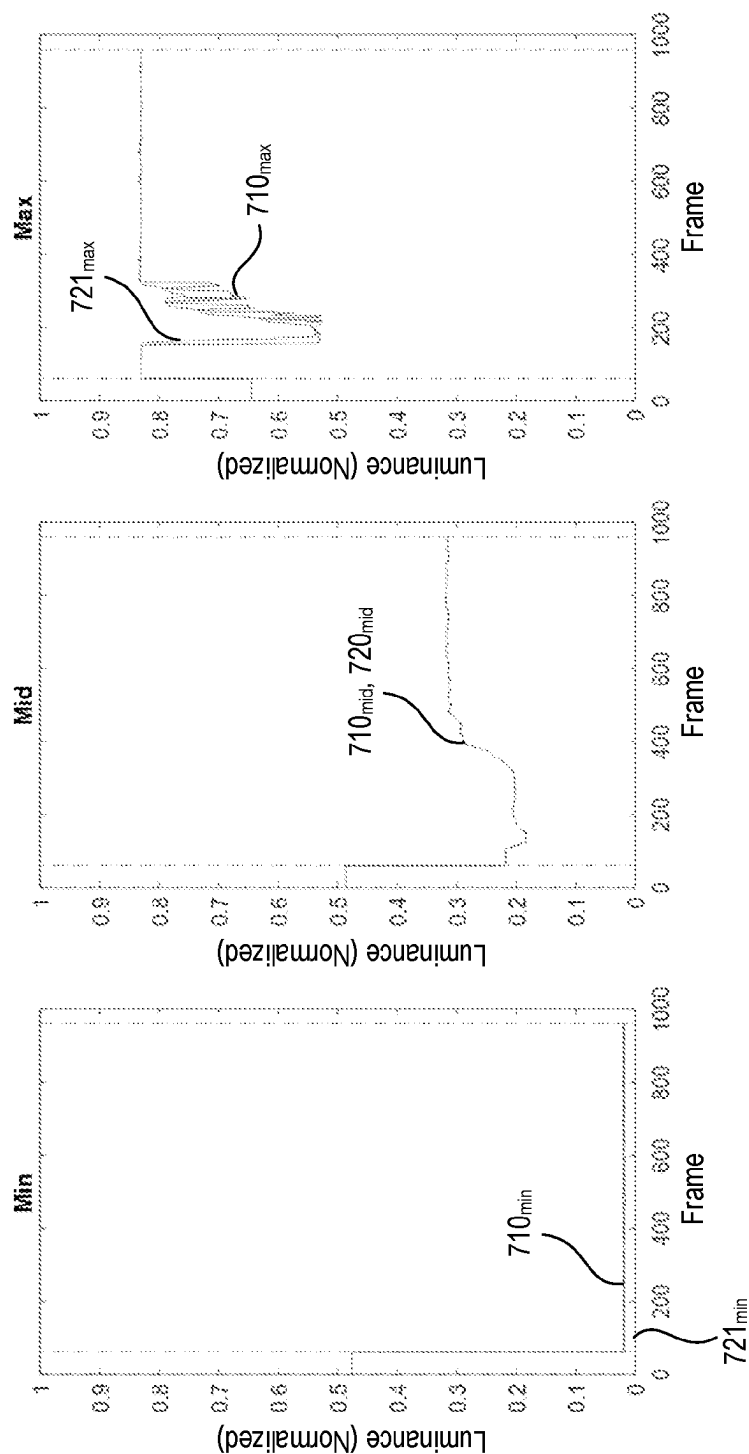 Min
Luminance (Normalized)
1
0.9
0.8
0.7
0.6
0.5
0.4
0.3
0.2
0.1
0
0 200 400 600 800 1000
Frame
710min
721min
Mid
Luminance (Normalized)
1
0.9
0.8
0.7
0.6
0.5
0.4
0.3
0.2
0.1
0
0 200 400 600 800 1000
Frame
710mid, 720mid
Max
Luminance (Normalized)
1
0.9
0.8
0.7
0.6
0.5
0.4
0.3
0.2
0.1
0
0 200 400 600 800 1000
Frame
721max
710max